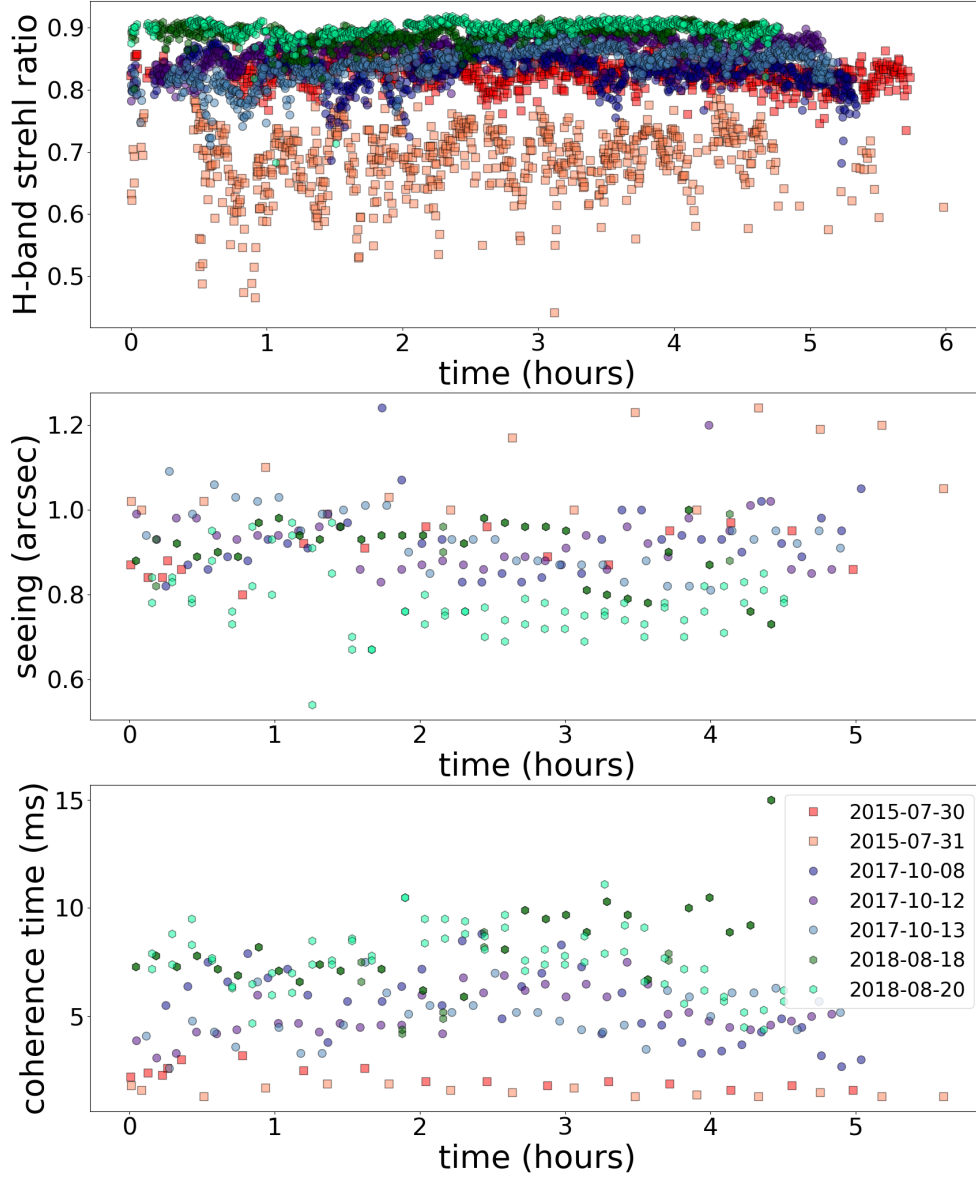 0.9
0.8
0.7
0.6
0.5
H-band strehl ratio
0 1 2 3 4 5 6
time (hours)
1.2
1.0
0.8
0.6
seeing (arcsec)
0 1 2 3 4 5
time (hours)
15
10
5
coherence time (ms)
2015-07-30
2015-07-31
2017-10-08
2017-10-12
2017-10-13
2018-08-18
2018-08-20
0 1 2 3 4 5
time (hours)